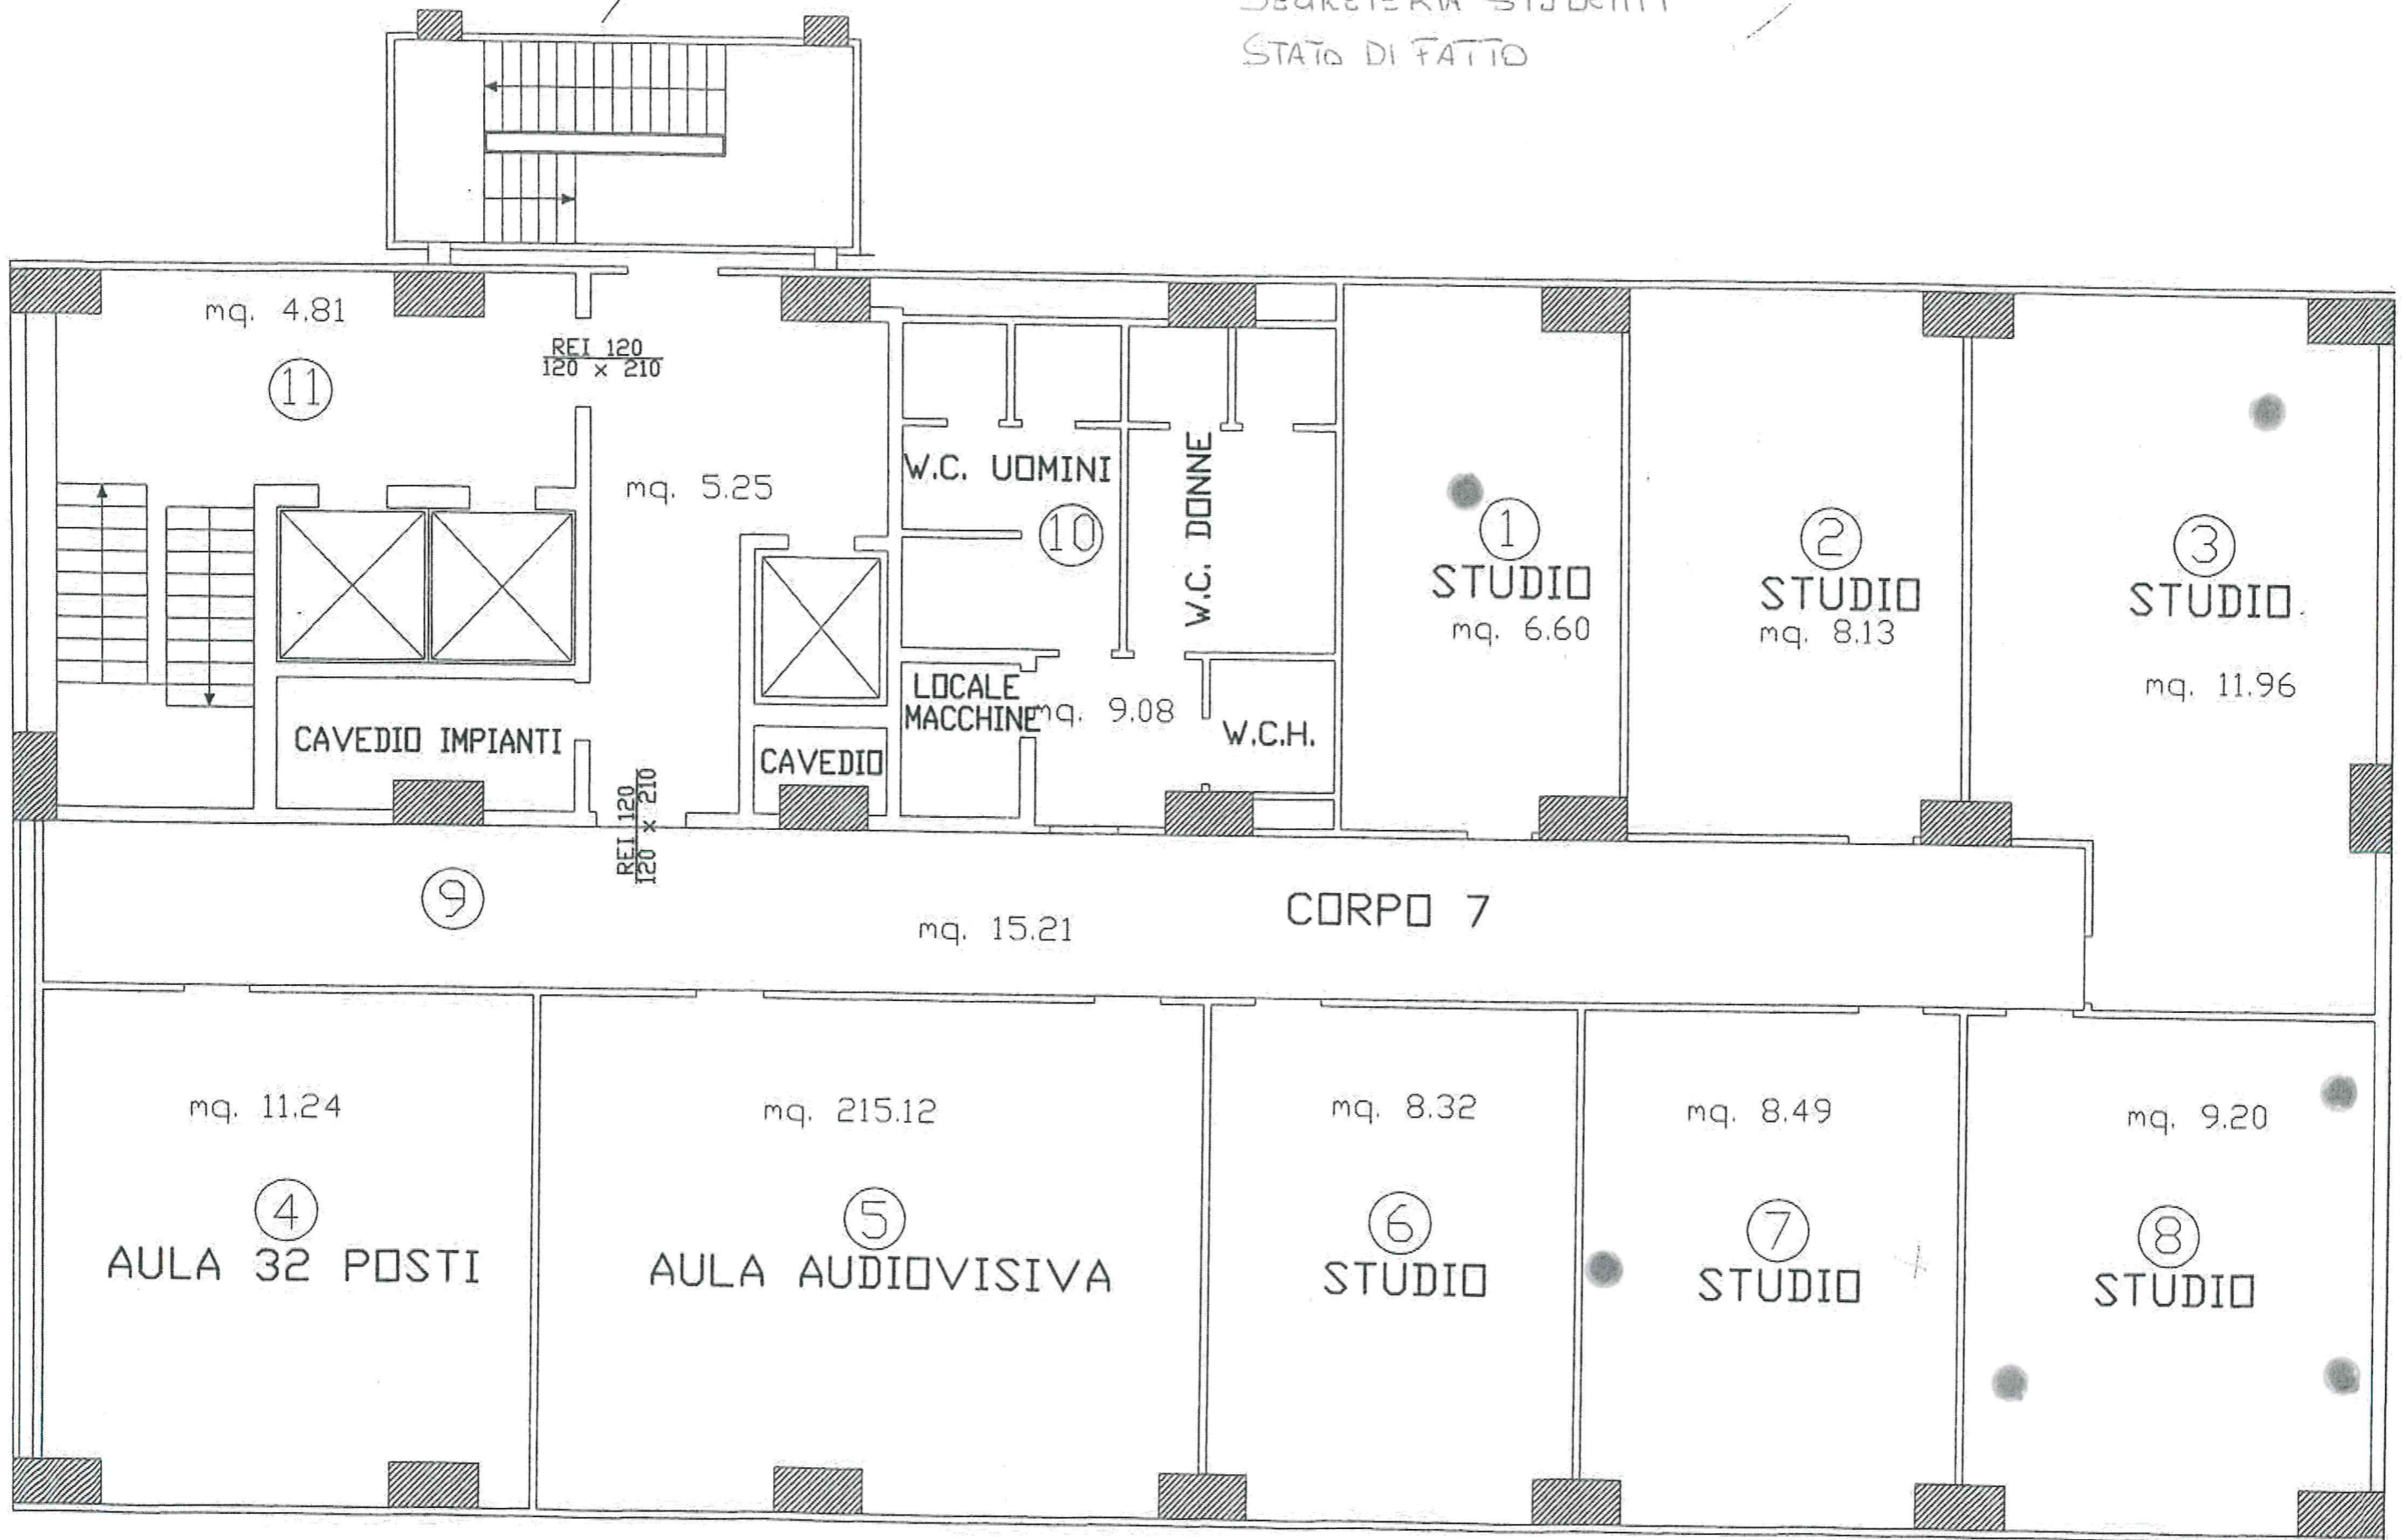 SEGRETERIA STUDENTI
STATO DI FATTO
mq. 4.81
11
REI 120
120 x 210
mq. 5.25
W.C. UOMINI
10
W.C. DONNE
1
STUDIO
mq. 6.60
2
STUDIO
mq. 8.13
3
STUDIO
mq. 11.96
LOCALE
MACCHINE
mq. 9.08
W.C.H.
CAVEDIO IMPIANTI
CAVEDIO
REI 120
120 x 210
9
mq. 15.21
CORPO 7
mq. 11.24
4
AULA 32 POSTI
mq. 215.12
5
AULA AUDIOVISIVA
mq. 8.32
6
STUDIO
mq. 8.49
7
STUDIO
mq. 9.20
8
STUDIO